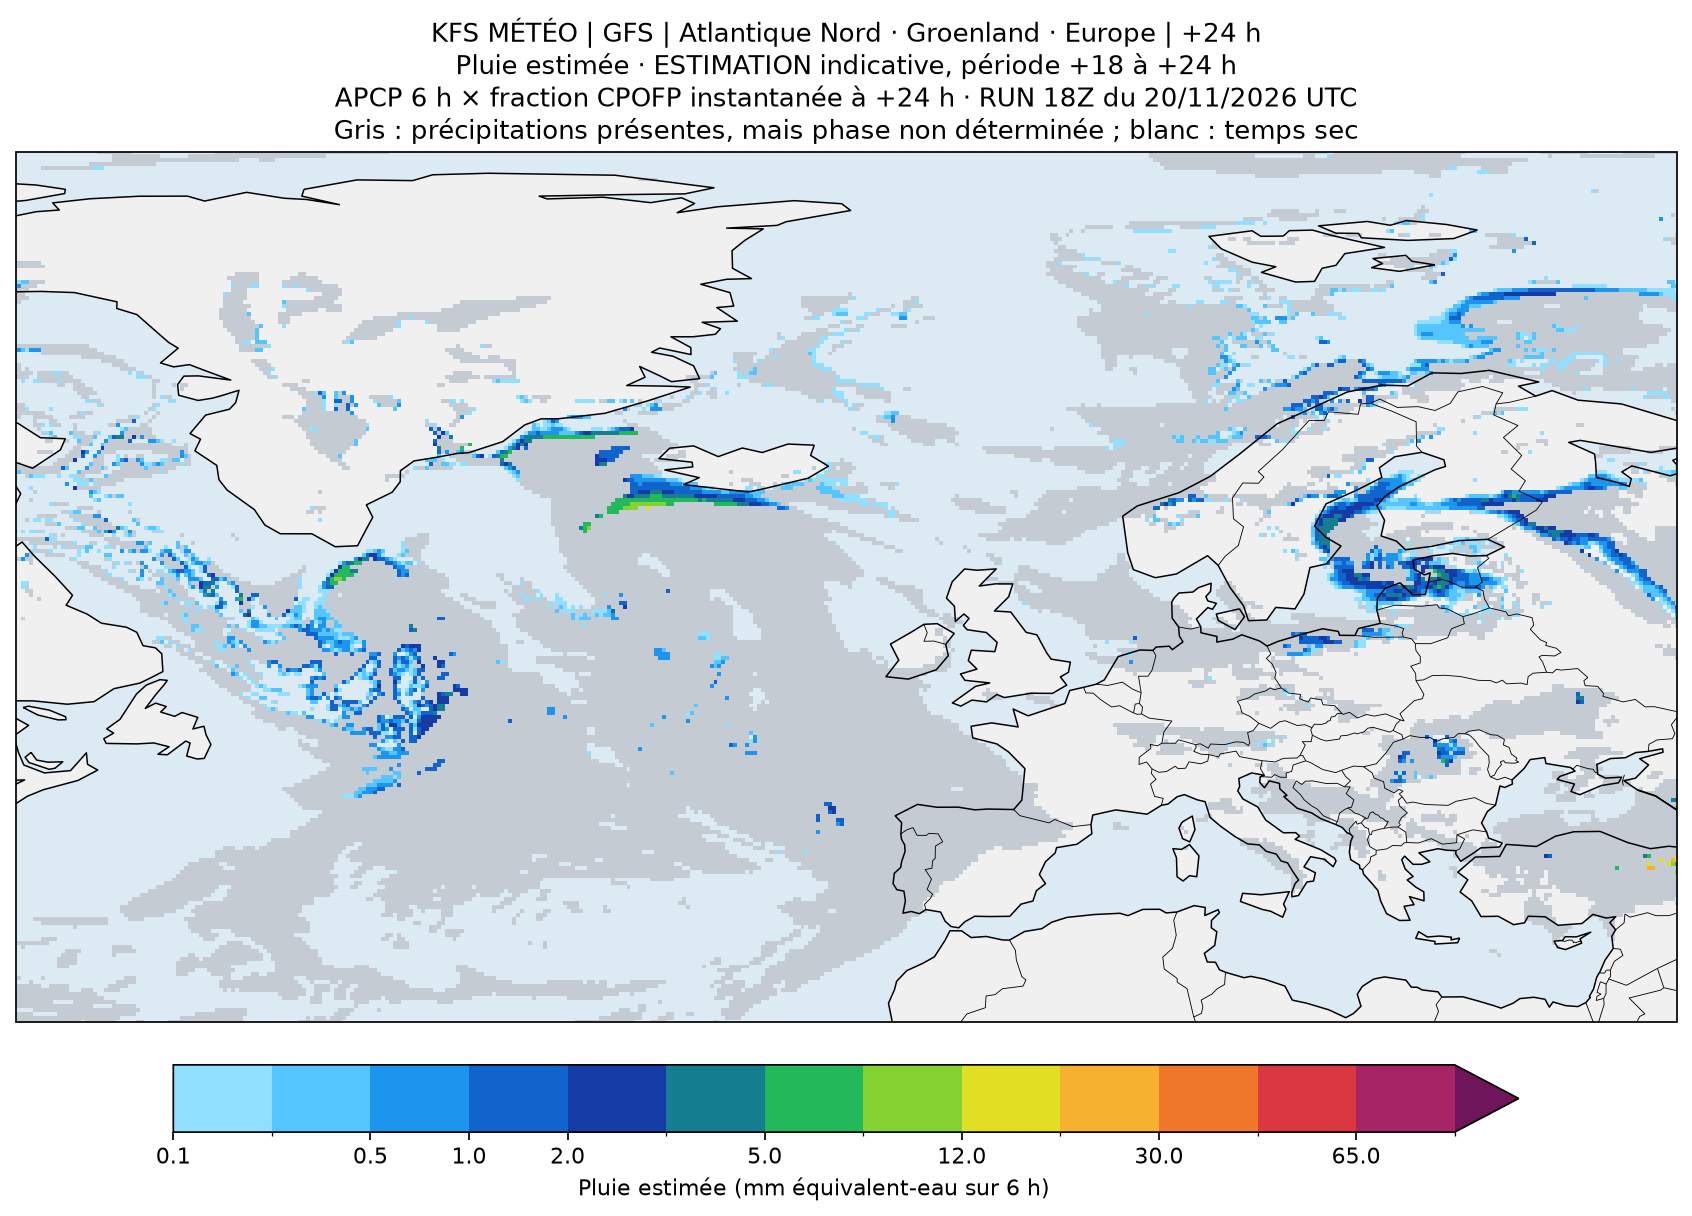 KFS MÉTÉO | GFS | Atlantique Nord · Groenland · Europe | +24 h
Pluie estimée · ESTIMATION indicative, période +18 à +24 h
APCP 6 h × fraction CPOFP instantanée à +24 h · RUN 18Z du 20/11/2026 UTC
Gris : précipitations présentes, mais phase non déterminée ; blanc : temps sec
0.1 0.5 1.0 2.0 5.0 12.0 30.0 65.0
Pluie estimée (mm équivalent-eau sur 6 h)